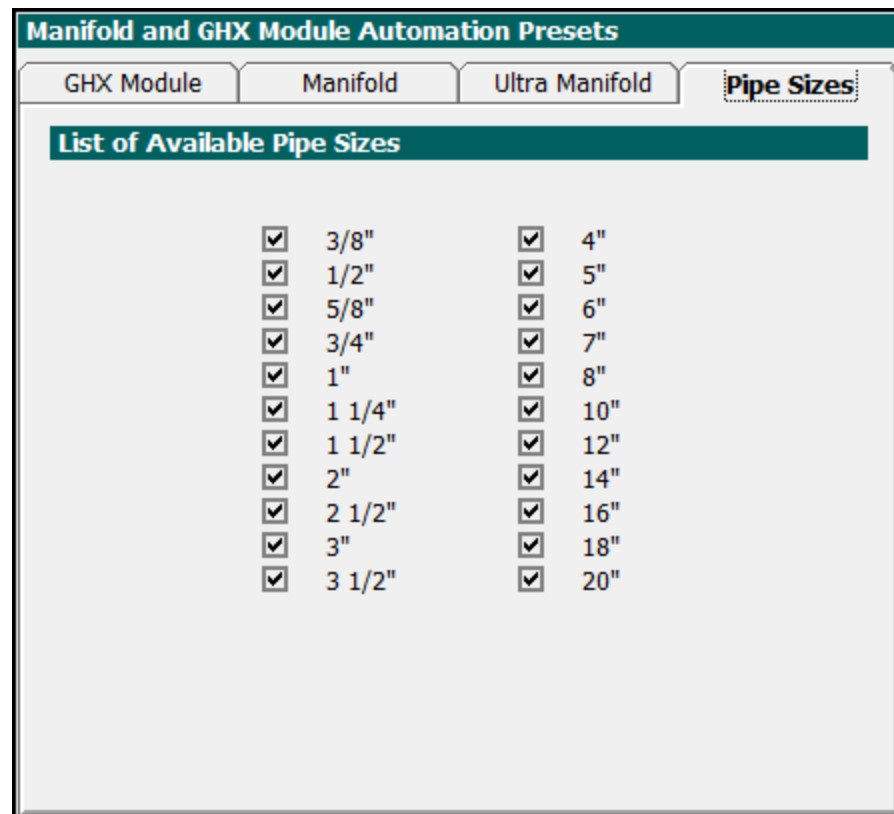 Manifold and GHX Module Automation Presets
GHX Module Manifold Ultra Manifold Pipe Sizes
List of Available Pipe Sizes
3/8" 4"
1/2" 5"
5/8" 6"
3/4" 7"
1" 8"
1 1/4" 10"
1 1/2" 12"
2" 14"
2 1/2" 16"
3" 18"
3 1/2" 20"